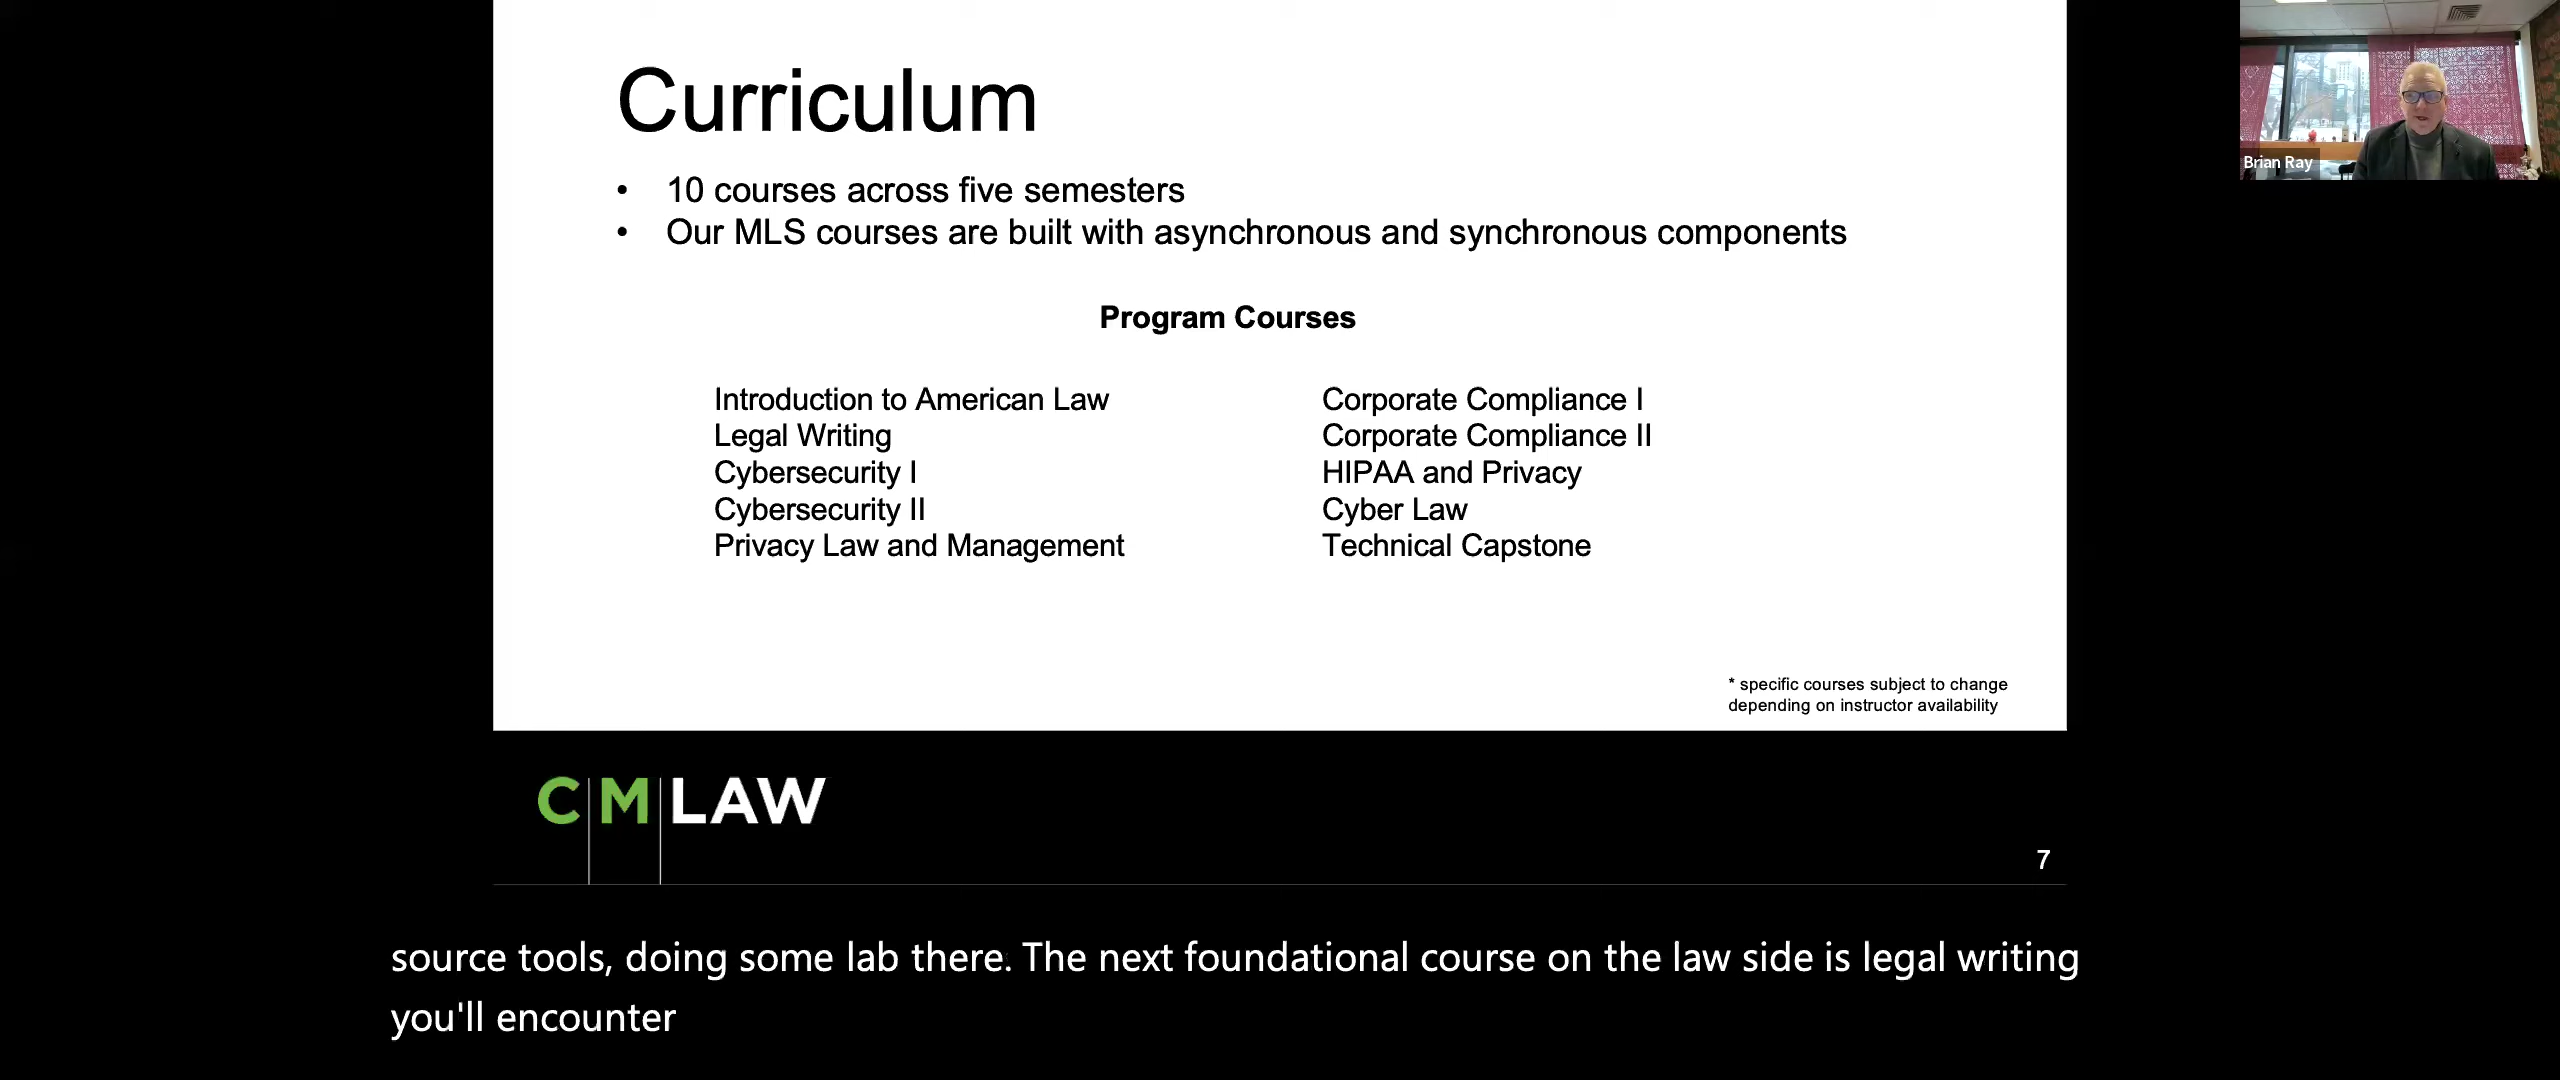 Curriculum
• 10 courses across five semesters
• Our MLS courses are built with asynchronous and synchronous components
Program Courses
Introduction to American Law
Legal Writing
Cybersecurity I
Cybersecurity II
Privacy Law and Management
Corporate Compliance I
Corporate Compliance II
HIPAA and Privacy
Cyber Law
Technical Capstone
* specific courses subject to change
depending on instructor availability
C|M|LAW
7
Brian Ray
source tools, doing some lab there. The next foundational course on the law side is legal writing
you'll encounter